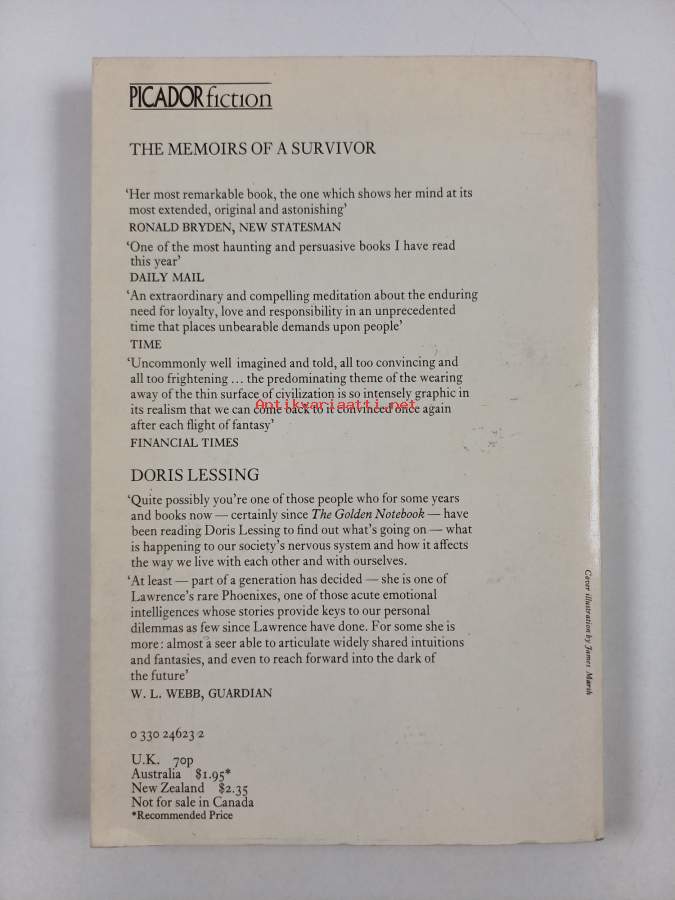 PICADOR fiction
THE MEMOIRS OF A SURVIVOR
‘Her most remarkable book, the one which shows her mind at its
most extended, original and astonishing’
RONALD BRYDEN, NEW STATESMAN
‘One of the most haunting and persuasive books I have read
this year’
DAILY MAIL
‘An extraordinary and compelling meditation about the enduring
need for loyalty, love and responsibility in an unprecedented
time that places unbearable demands upon people’
TIME
‘Uncommonly well imagined and told, all too convincing and
all too frightening ... the predominating theme of the wearing
away of the thin surface of civilization is so intensely graphic in
its realism that we can come back to it convinced once again
Antikvariaatti.net
after each flight of fantasy’
FINANCIAL TIMES
DORIS LESSING
‘Quite possibly you’re one of those people who for some years
and books now — certainly since The Golden Notebook — have
been reading Doris Lessing to find out what’s going on — what
is happening to our society’s nervous system and how it affects
the way we live with each other and with ourselves.
‘At least — part of a generation has decided — she is one of
Lawrence’s rare Phoenixes, one of those acute emotional
intelligences whose stories provide keys to our personal
dilemmas as few since Lawrence have done. For some she is
more: almost a seer able to articulate widely shared intuitions
and fantasies, and even to reach forward into the dark of
the future’
W. L. WEBB, GUARDIAN
Cover illustration by James Marsh
0 330 24623 2
U.K. 70p
Australia $1.95*
New Zealand $2.35
Not for sale in Canada
*Recommended Price